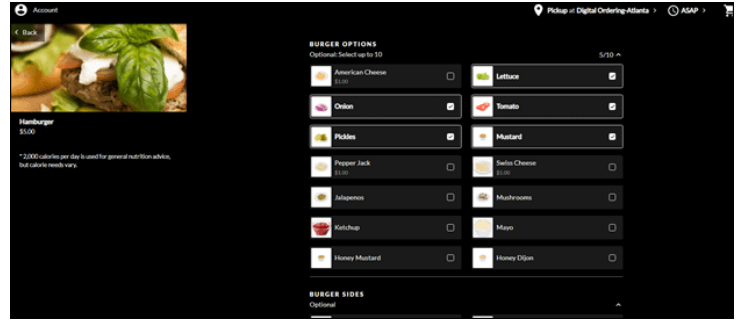 Account
Pickup at Digital Ordering-Atlanta
ASAP
Back
Hamburger
$5.00
* 2,000 calories per day is used for general nutrition advice,
but calorie needs vary.
BURGER OPTIONS
Optional: Select up to 10
5/10
American Cheese
$1.00
Lettuce
Onion
Tomato
Pickles
Mustard
Pepper Jack
$1.00
Swiss Cheese
$1.00
Jalapenos
Mushrooms
Ketchup
Mayo
Honey Mustard
Honey Dijon
BURGER SIDES
Optional